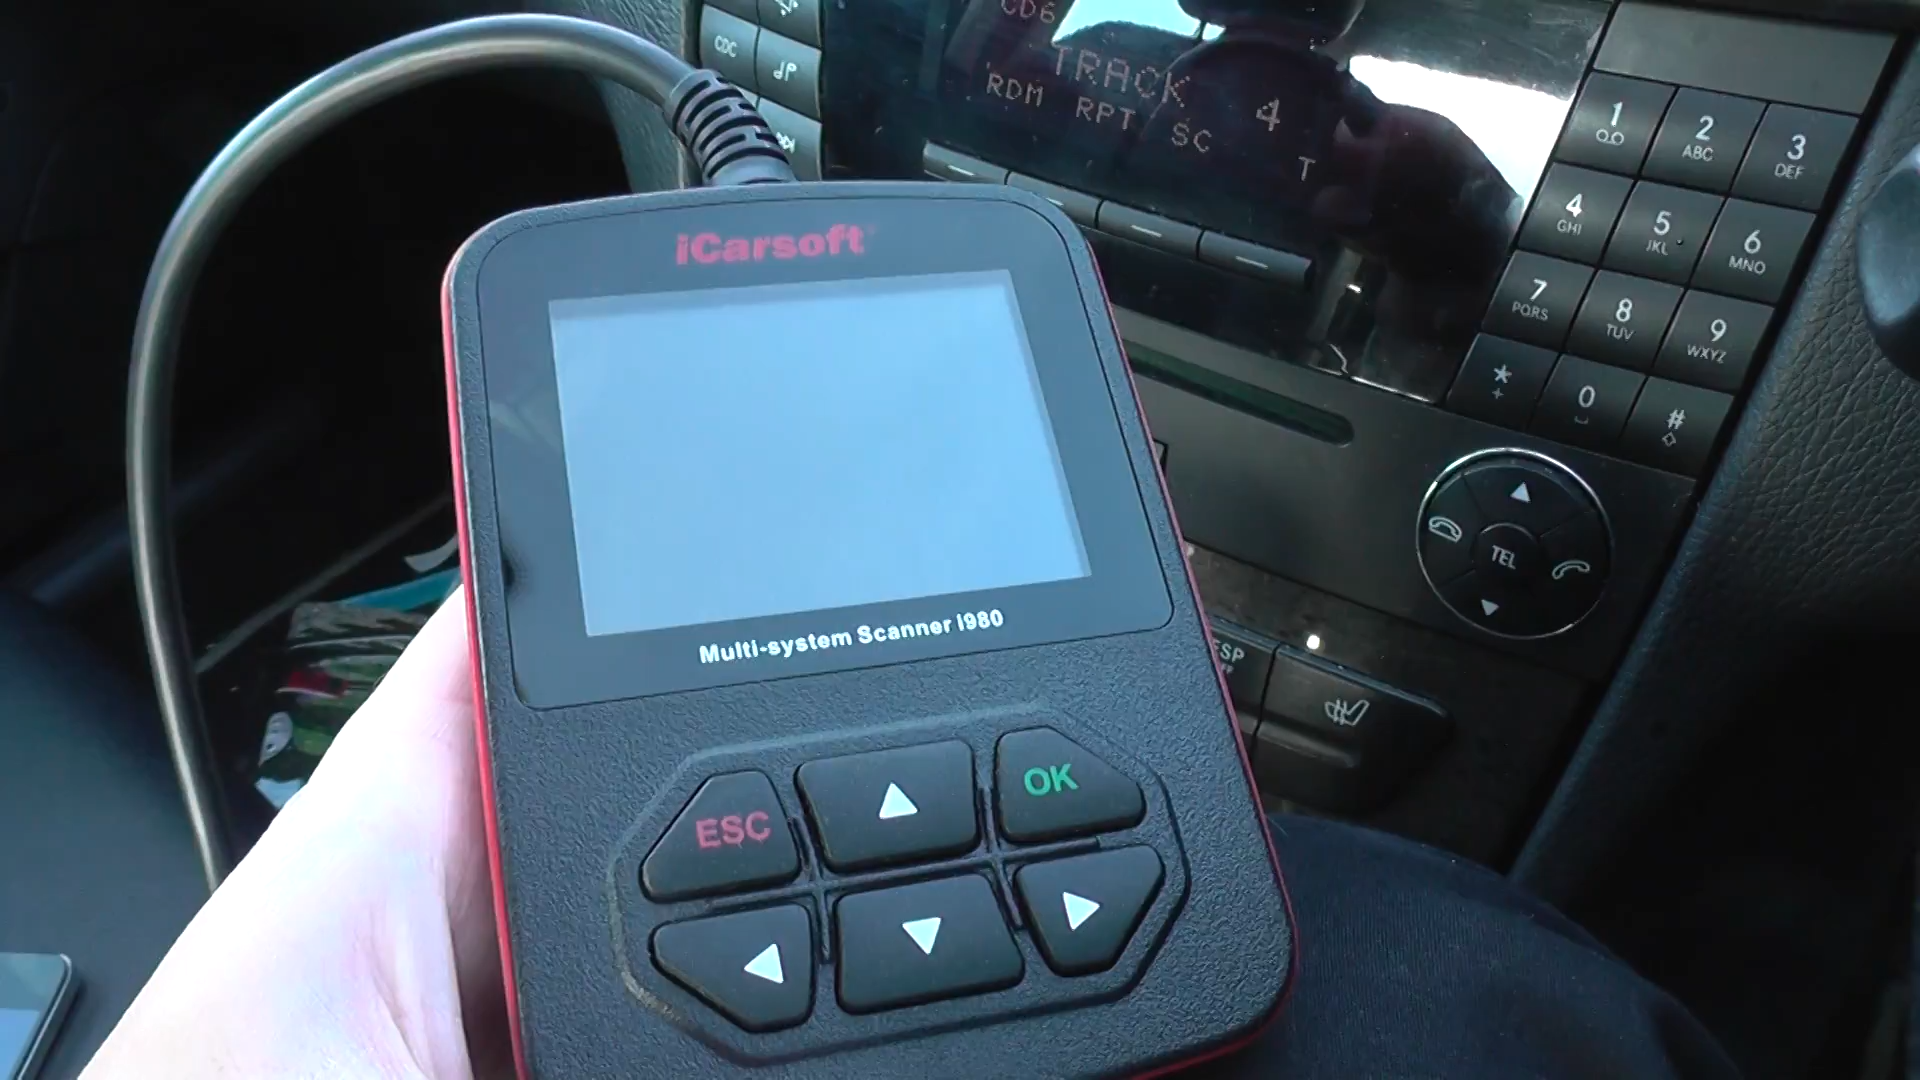 CD6
TRACK 4
RDM RPT SC T
CDC
iCarsoft
Multi-system Scanner i980
ESC
OK
1
2 ABC
3 DEF
4 GHI
5 JKL
6 MNO
7 PQRS
8 TUV
9 WXYZ
* +
0
#
TEL